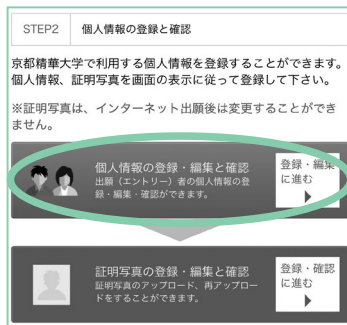 STEP2 個人情報の登録と確認
京都精華大学で利用する個人情報を登録することができます。
個人情報、証明写真を画面の表示に従って登録して下さい。
※証明写真は、インターネット出願後は変更することができ
ません。
個人情報の登録・編集と確認
出願（エントリー）者の個人情報の登
録・編集・確認ができます。
登録・編集
に進む
証明写真の登録・編集と確認
証明写真のアップロード、再アップロー
ドをすることができます。
登録・確認
に進む